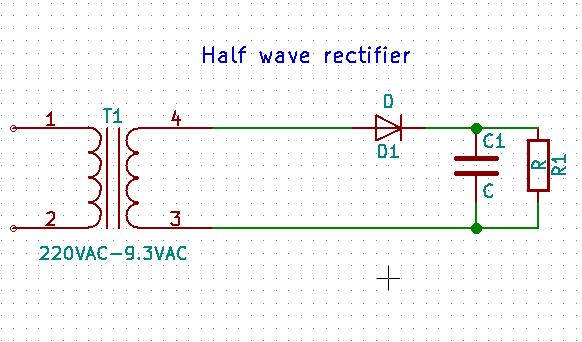 Half wave rectifier
D
1 T1 4
D1 C1
R R1
C
2 3
220VAC-9.3VAC